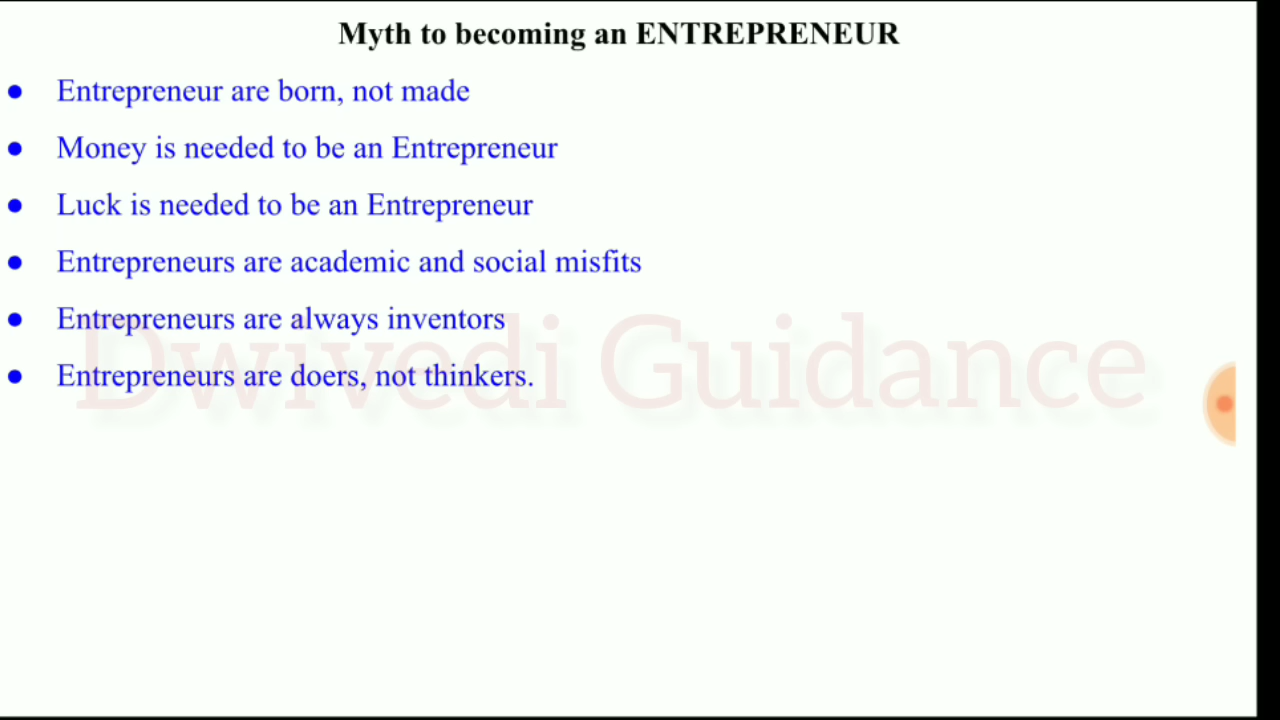 Myth to becoming an ENTREPRENEUR
● Entrepreneur are born, not made
● Money is needed to be an Entrepreneur
● Luck is needed to be an Entrepreneur
● Entrepreneurs are academic and social misfits
● Entrepreneurs are always inventors
● Entrepreneurs are doers, not thinkers.
Dwivedi Guidance